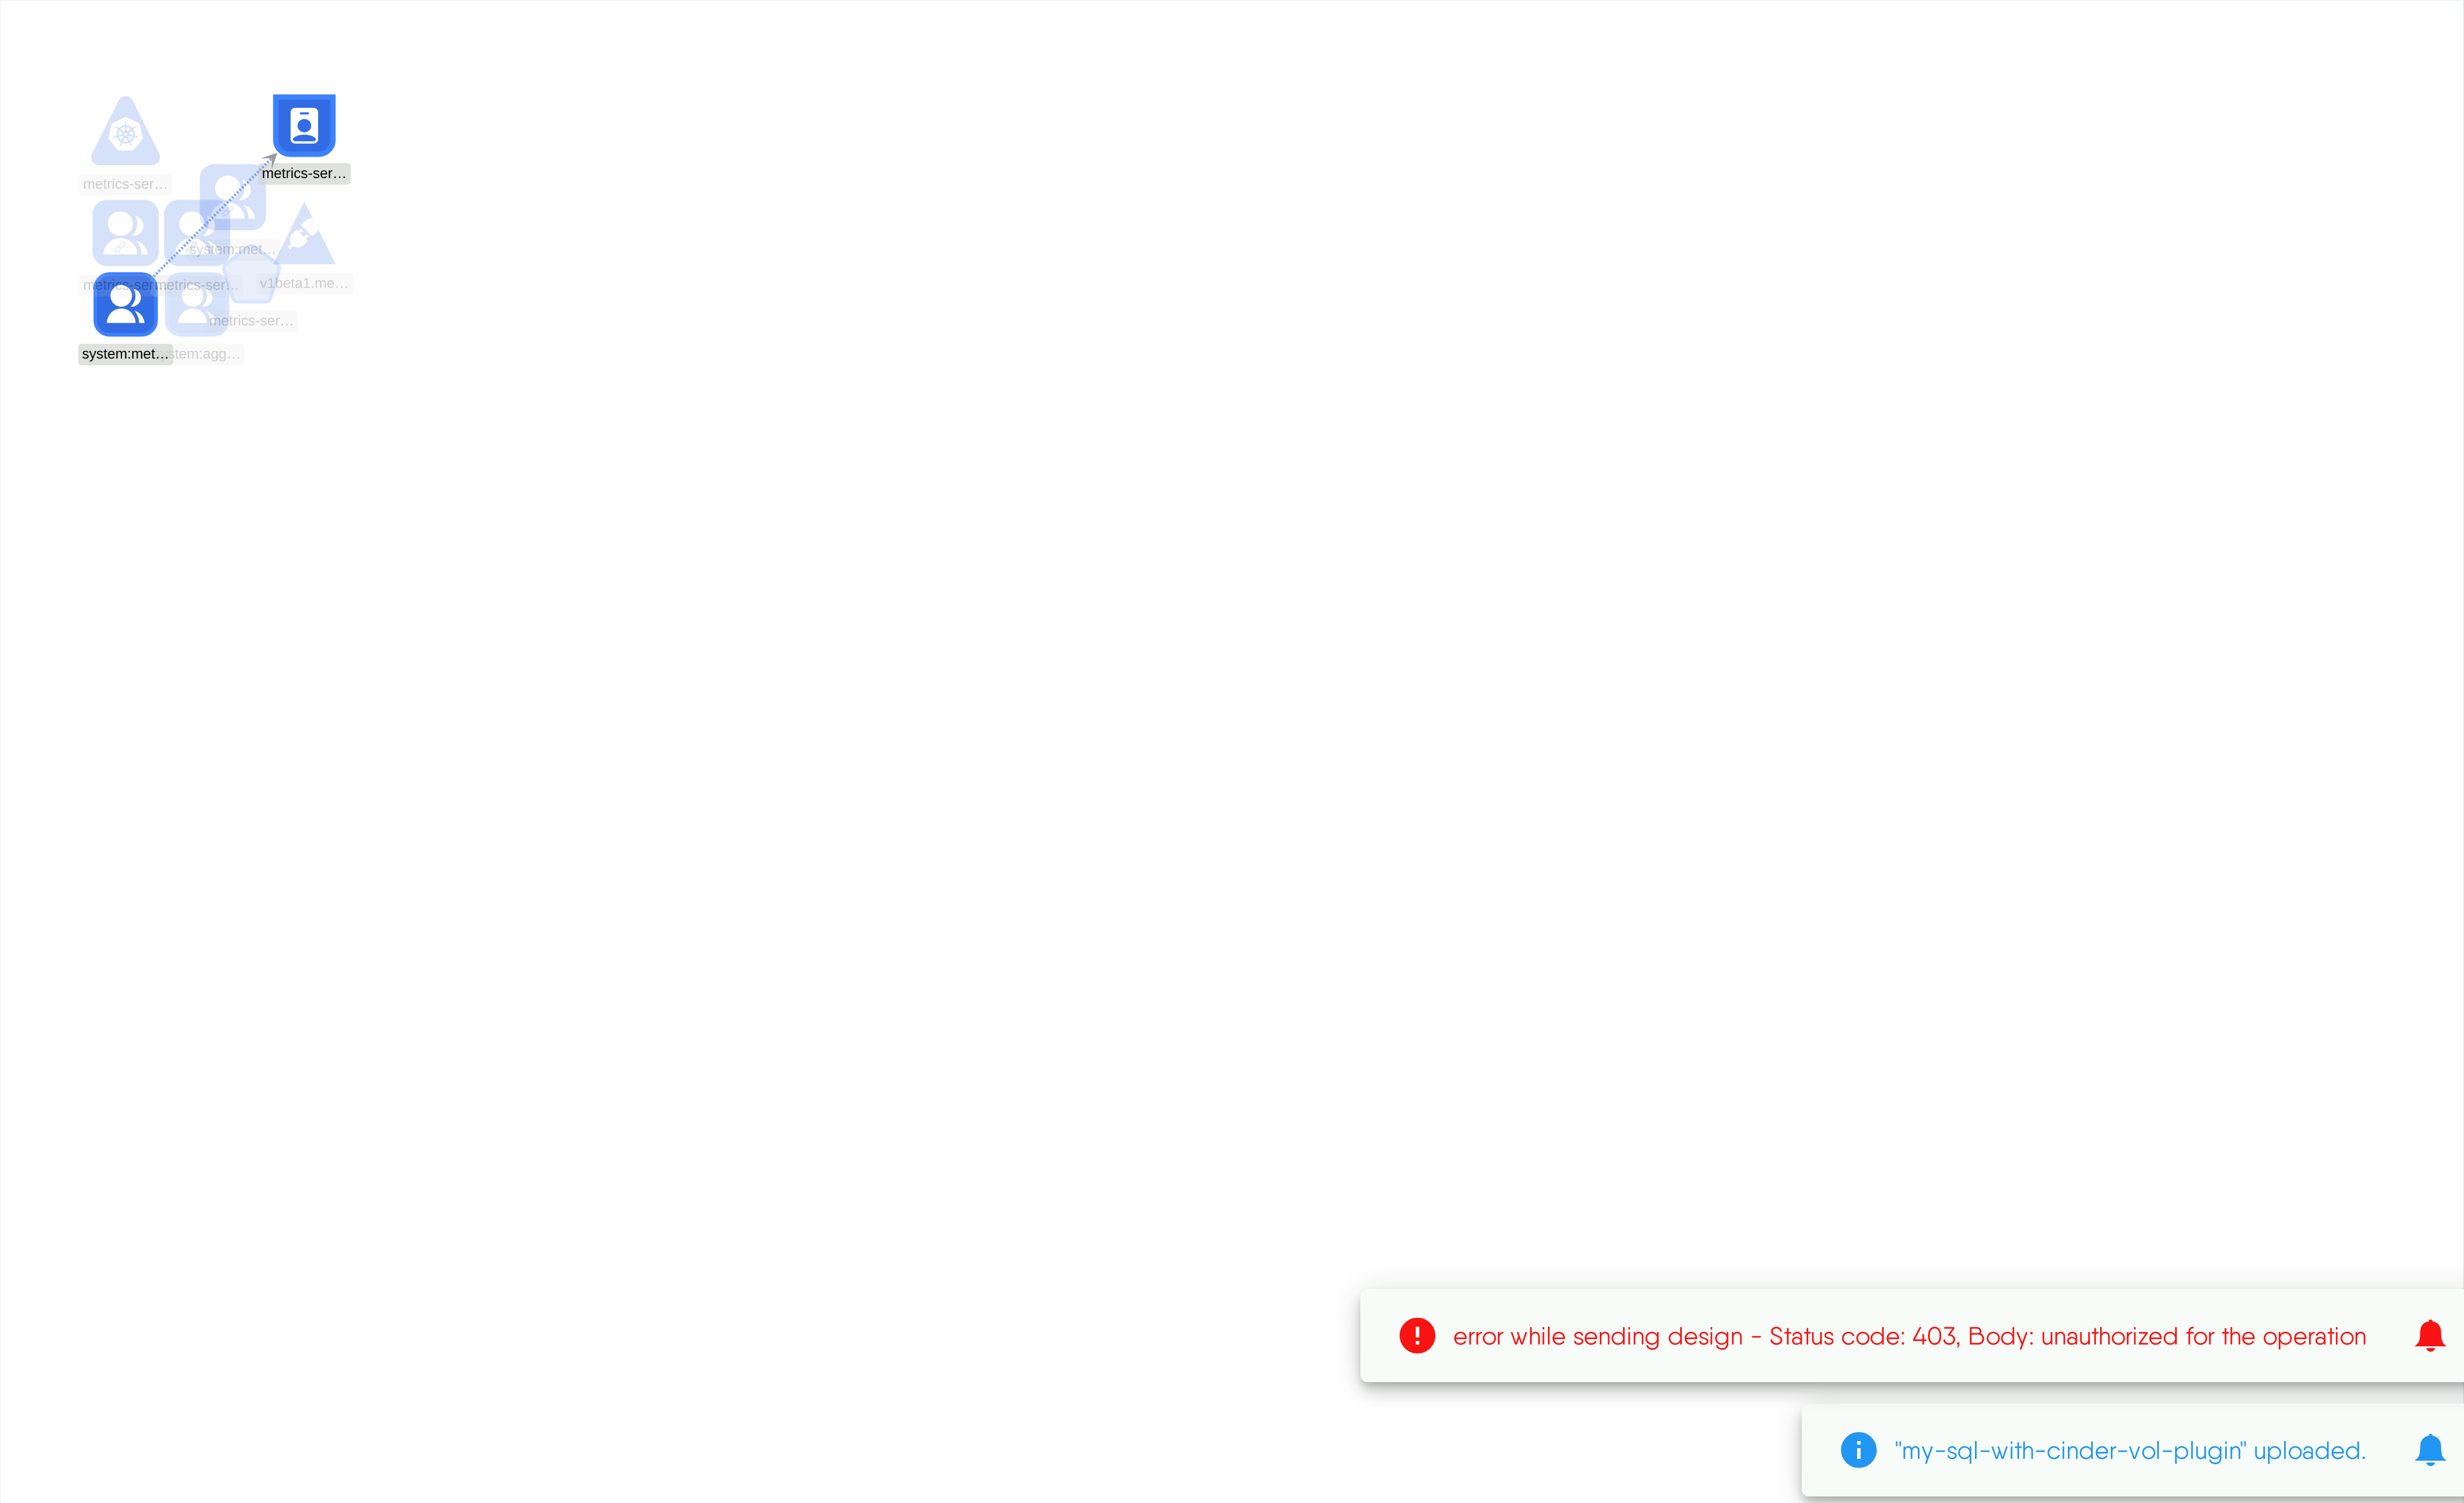 metrics-ser...
metrics-ser...
system:met...
metrics-ser...
metrics-ser...
v1beta1.me...
metrics-ser...
system:met...
stem:agg...
error while sending design - Status code: 403, Body: unauthorized for the operation
"my-sql-with-cinder-vol-plugin" uploaded.